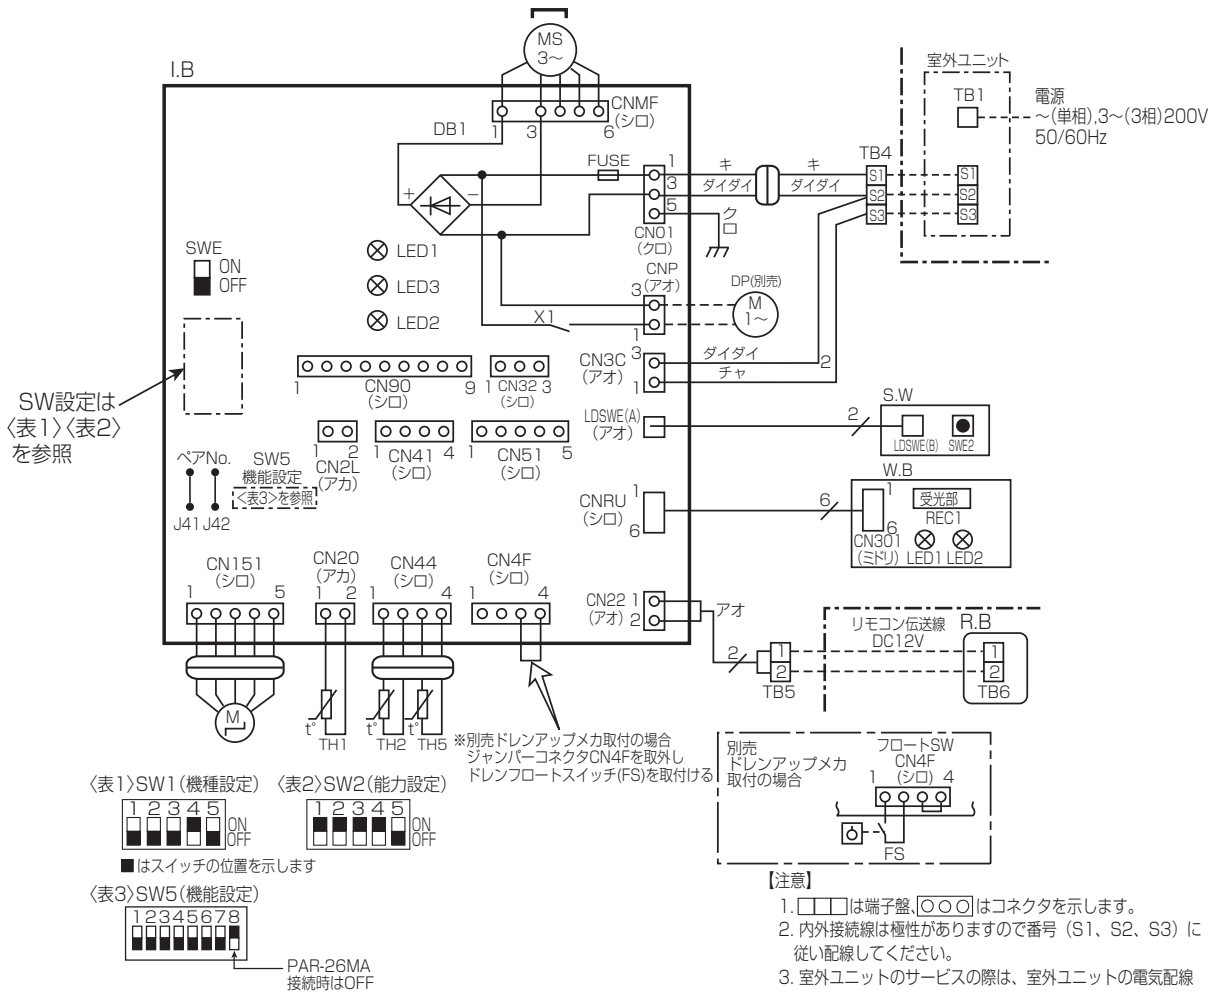 MS
3～
I.B
CNMF
(シロ)
1
3
6
DB1
FUSE
＋
－
1
3
5
CN01
(クロ)
キ
ダイダイ
キ
ダイダイ
クロ
TB4
S1
S2
S3
室外ユニット
TB1
S1
S2
S3
電源
～(単相),3～(3相)200V
50/60Hz
SWE
ON
OFF
LED1
LED3
LED2
CNP
(アオ)
3
1
X1
DP(別売)
M
1～
CN3C
(アオ)
3
1
ダイダイ
チャ
2
SW設定は
〈表1〉〈表2〉
を参照
1
CN90
(シロ)
9
1
CN32
(シロ)
3
LDSWE(A)
(アオ)
2
S.W
LDSWE(B)
SWE2
1
2
CN2L
(アカ)
1
CN41
(シロ)
4
1
CN51
(シロ)
5
ペアNo.
J41 J42
SW5
機能設定
<表3>を参照
CNRU
(シロ)
1
6
6
W.B
1
6
CN301
(ミドリ)
受光部
REC1
LED1 LED2
CN151
(シロ)
1
5
CN20
(アカ)
1 2
CN44
(シロ)
1
4
CN4F
(シロ)
1
4
CN22
(アオ)
1
2
アオ
2
1
2
TB5
リモコン伝送線
DC12V
R.B
1
2
TB6
M
t°
TH1
t°
TH2
t°
TH5
※別売ドレンアップメカ取付の場合
ジャンパーコネクタCN4Fを取外し
ドレンフロートスイッチ(FS)を取付ける
別売
ドレンアップメカ
取付の場合
フロートSW
CN4F
(シロ)
1
4
FS
〈表1〉SW1(機種設定)
1 2 3 4 5
ON
OFF
〈表2〉SW2(能力設定)
1 2 3 4 5
ON
OFF
■はスイッチの位置を示します
〈表3〉SW5(機能設定)
1 2 3 4 5 6 7 8
PAR-26MA
接続時はOFF
【注意】
1. □□□は端子盤、○○○はコネクタを示します。
2. 内外接続線は極性がありますので番号（S1、S2、S3）に
従い配線してください。
3. 室外ユニットのサービスの際は、室外ユニットの電気配線